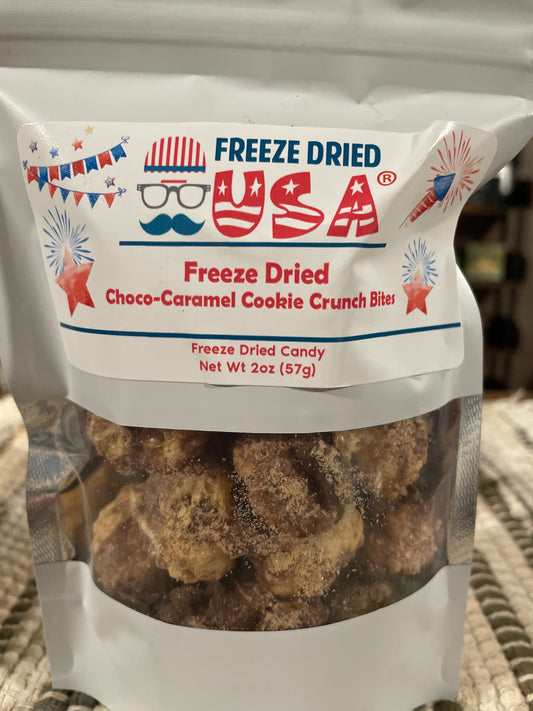 FREEZE DRIED
USA®
Freeze Dried
Choco-Caramel Cookie Crunch Bites
Freeze Dried Candy
Net Wt 2oz (57g)